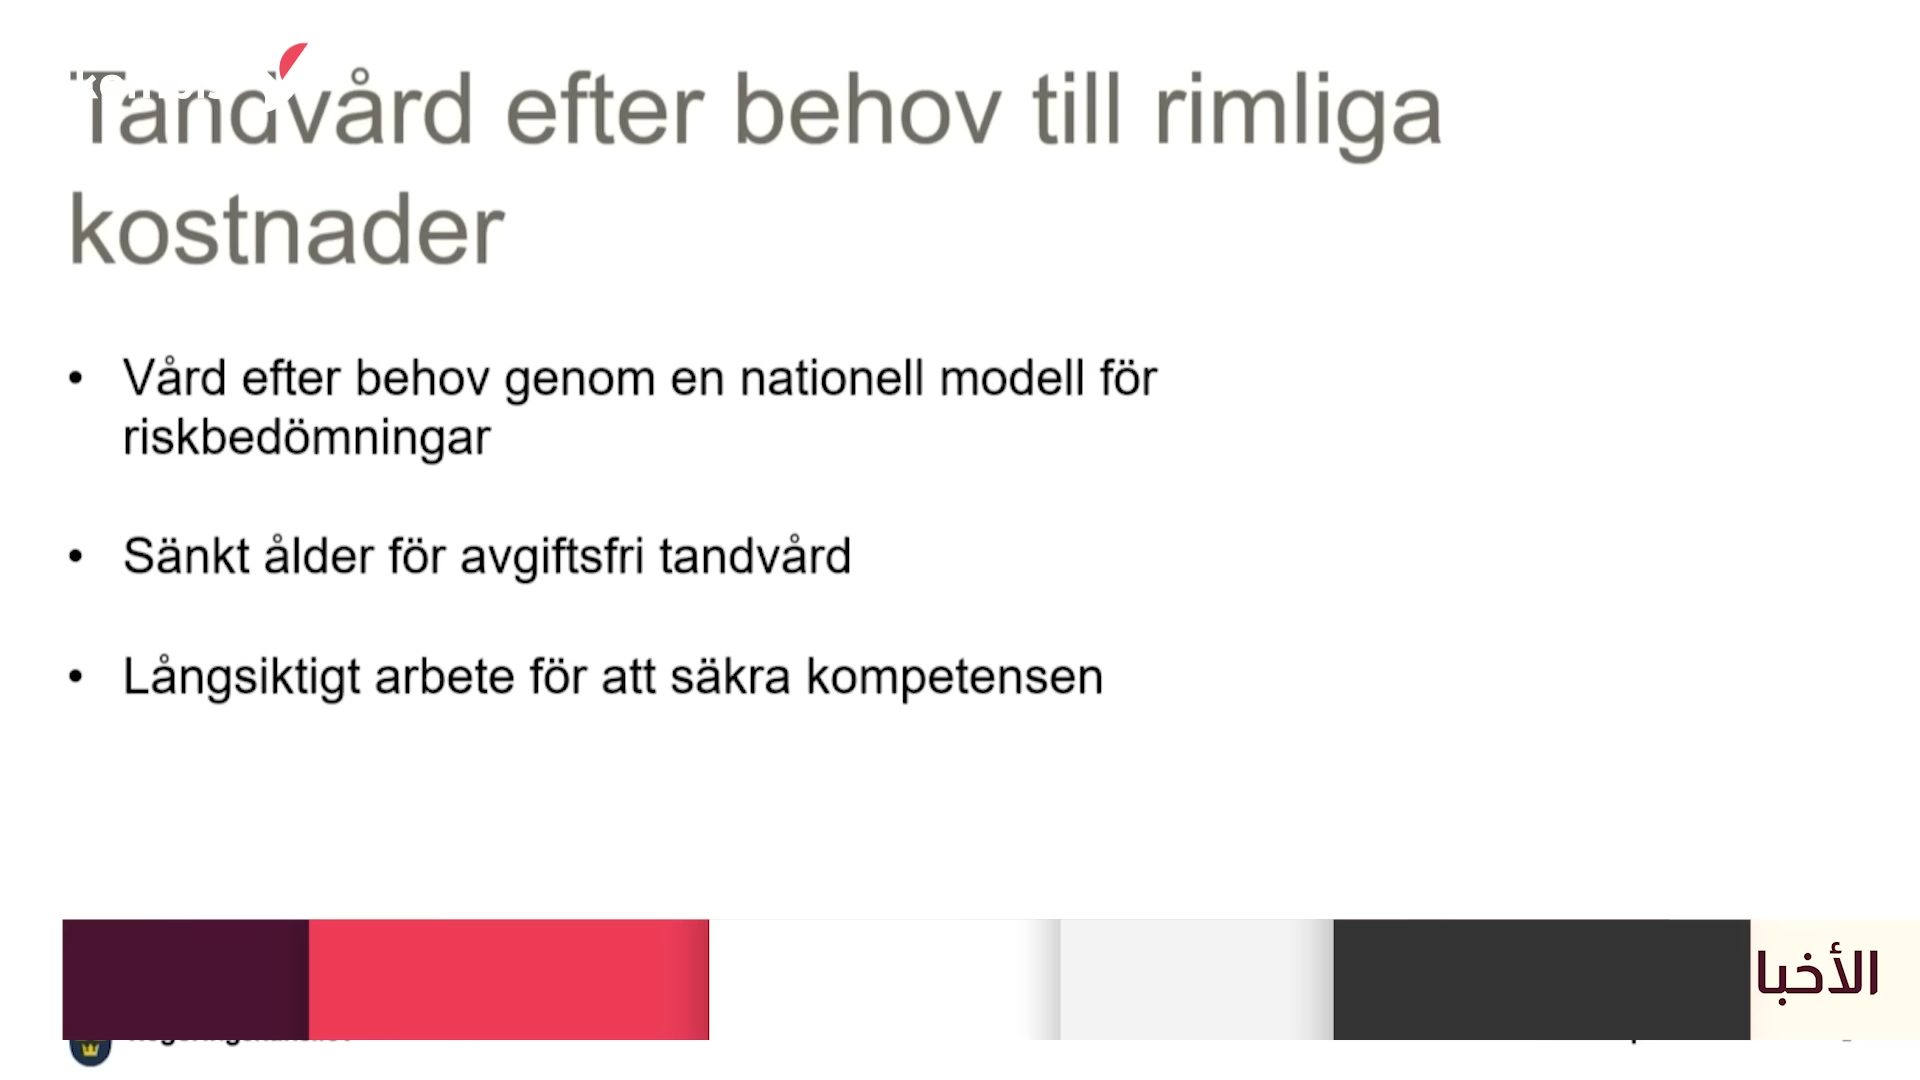 Tandvård efter behov till rimliga
kostnader
• Vård efter behov genom en nationell modell för
riskbedömningar
• Sänkt ålder för avgiftsfri tandvård
• Långsiktigt arbete för att säkra kompetensen
الأخبا